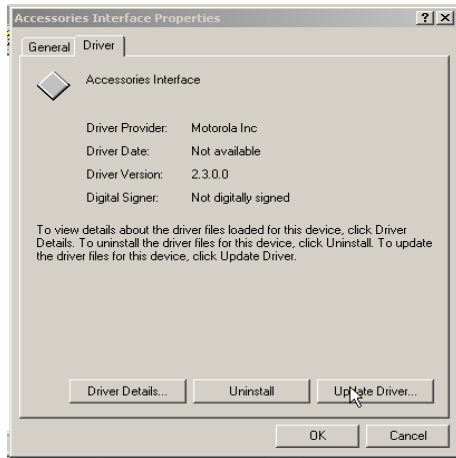 Accessories Interface Properties
General Driver
Accessories Interface
Driver Provider: Motorola Inc
Driver Date: Not available
Driver Version: 2.3.0.0
Digital Signer: Not digitally signed
To view details about the driver files loaded for this device, click Driver
Details. To uninstall the driver files for this device, click Uninstall. To update
the driver files for this device, click Update Driver.
Driver Details... Uninstall Update Driver...
OK Cancel